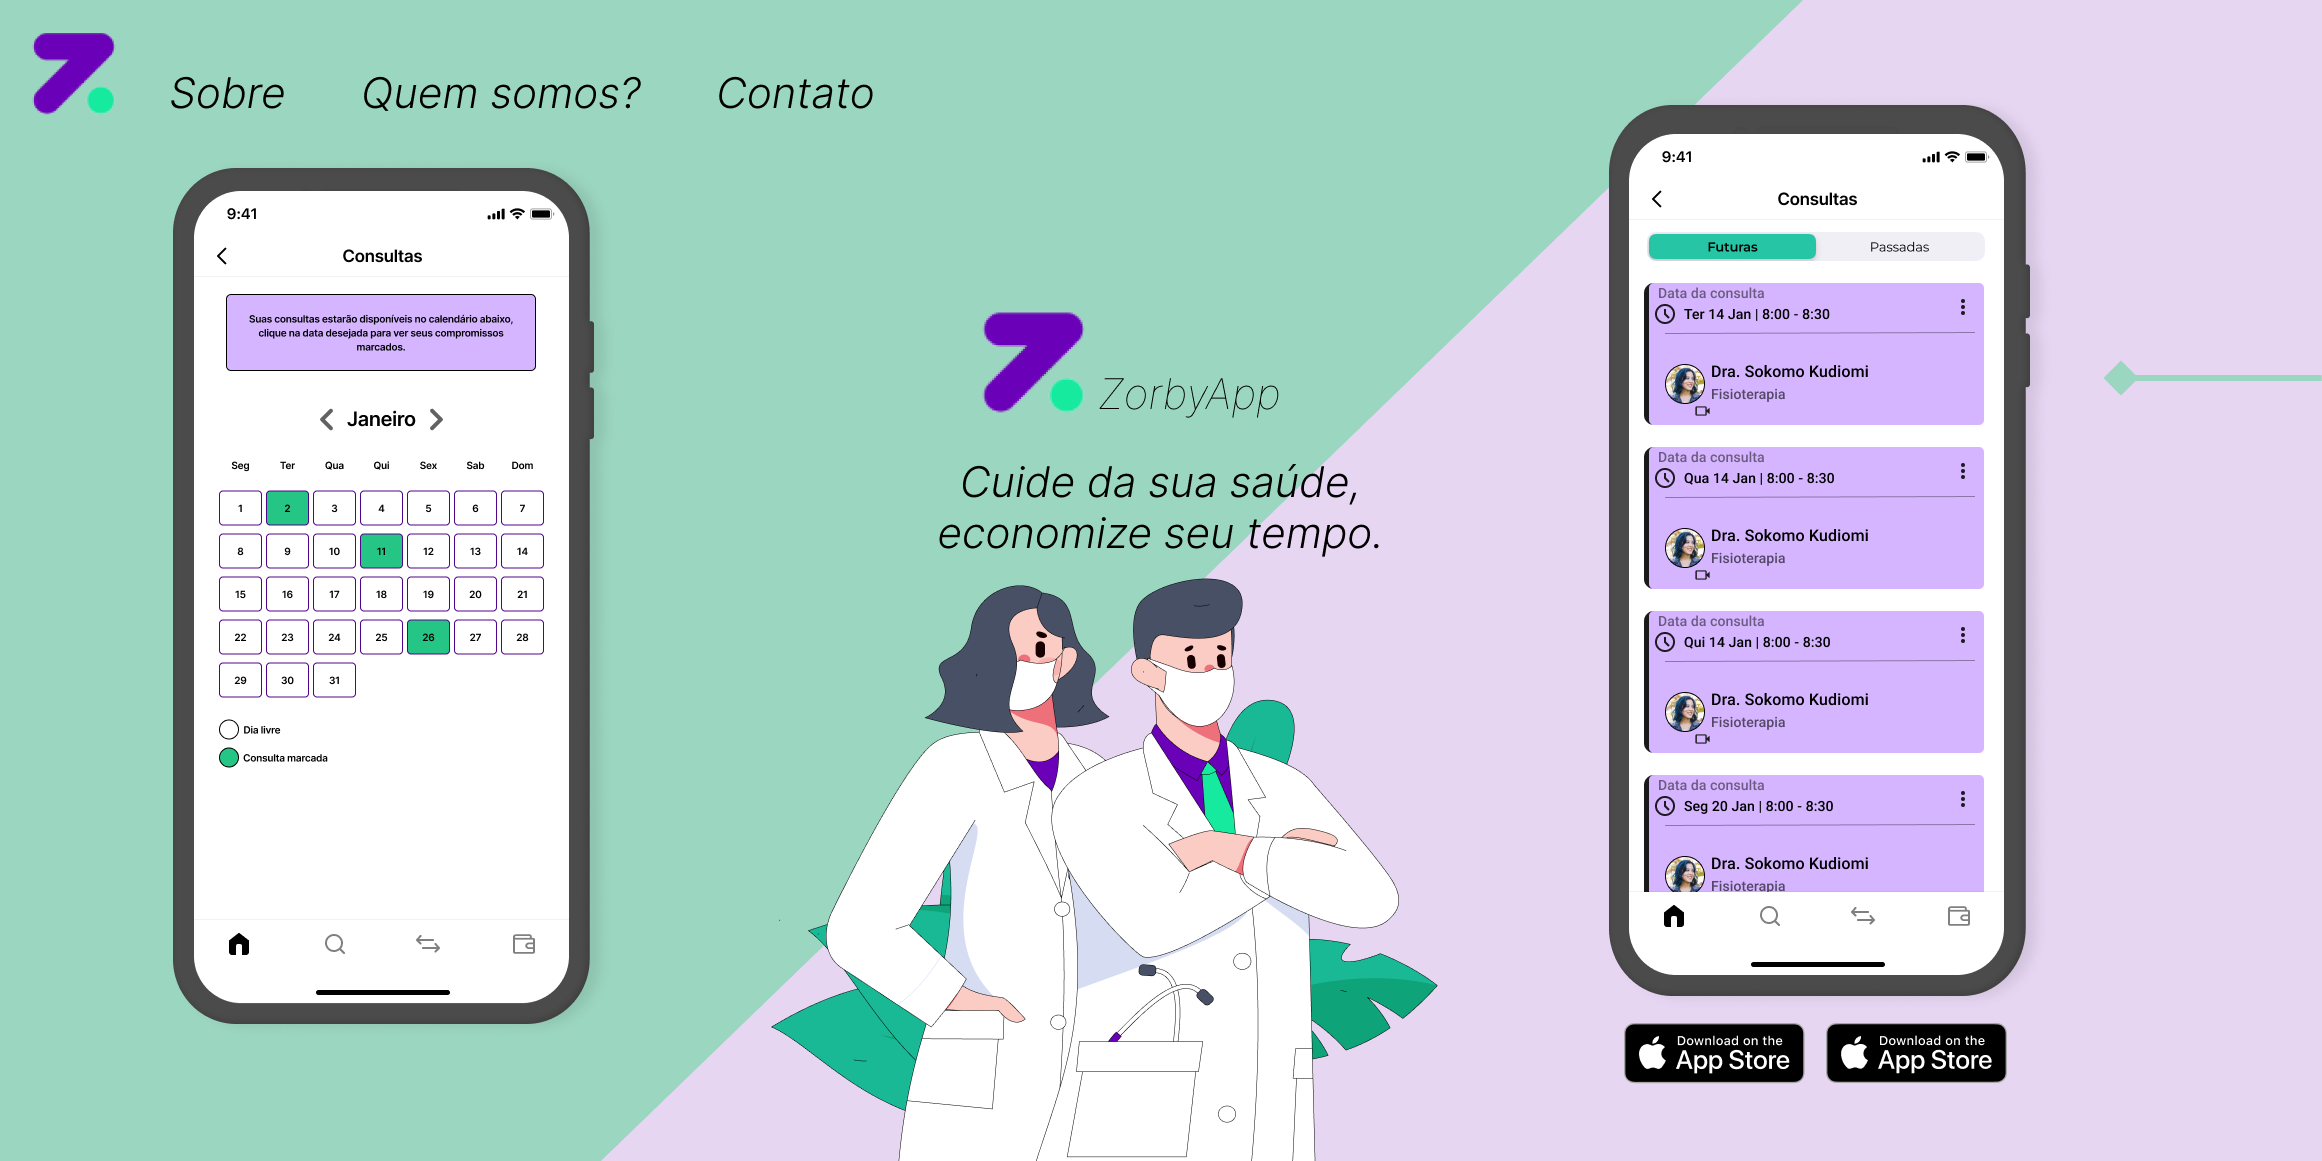 Sobre
Quem somos?
Contato
9:41
Consultas
Suas consultas estarão disponíveis no calendário abaixo,
clique na data desejada para ver seus compromissos
marcados.
Janeiro
Seg Ter Qua Qui Sex Sab Dom
1 2 3 4 5 6 7
8 9 10 11 12 13 14
15 16 17 18 19 20 21
22 23 24 25 26 27 28
29 30 31
Dia livre
Consulta marcada
ZorbyApp
Cuide da sua saúde,
economize seu tempo.
9:41
Consultas
Futuras
Passadas
Data da consulta
Ter 14 Jan | 8:00 - 8:30
Dra. Sokomo Kudiomi
Fisioterapia
Data da consulta
Qua 14 Jan | 8:00 - 8:30
Dra. Sokomo Kudiomi
Fisioterapia
Data da consulta
Qui 14 Jan | 8:00 - 8:30
Dra. Sokomo Kudiomi
Fisioterapia
Data da consulta
Seg 20 Jan | 8:00 - 8:30
Dra. Sokomo Kudiomi
Fisioterapia
Download on the
App Store
Download on the
App Store